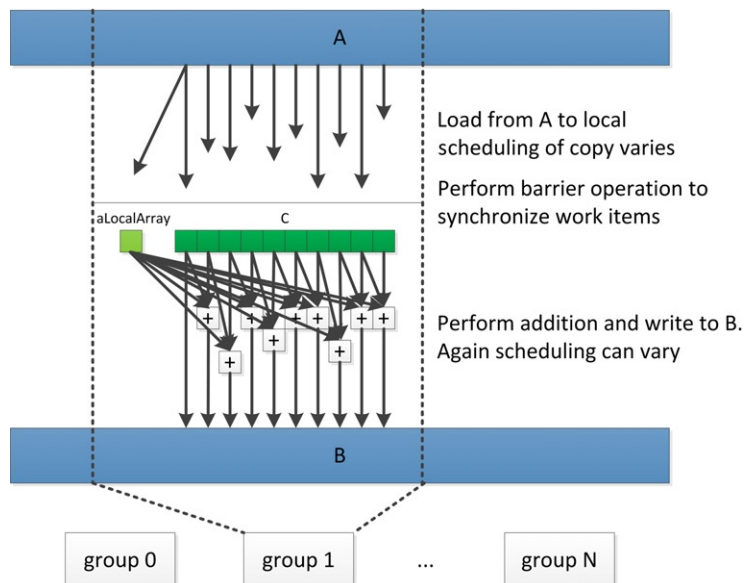 A
Load from A to local
scheduling of copy varies
Perform barrier operation to
synchronize work items
aLocalArray
C
+ + + + + +
+
+
+
Perform addition and write to B.
Again scheduling can vary
B
group 0
group 1
...
group N